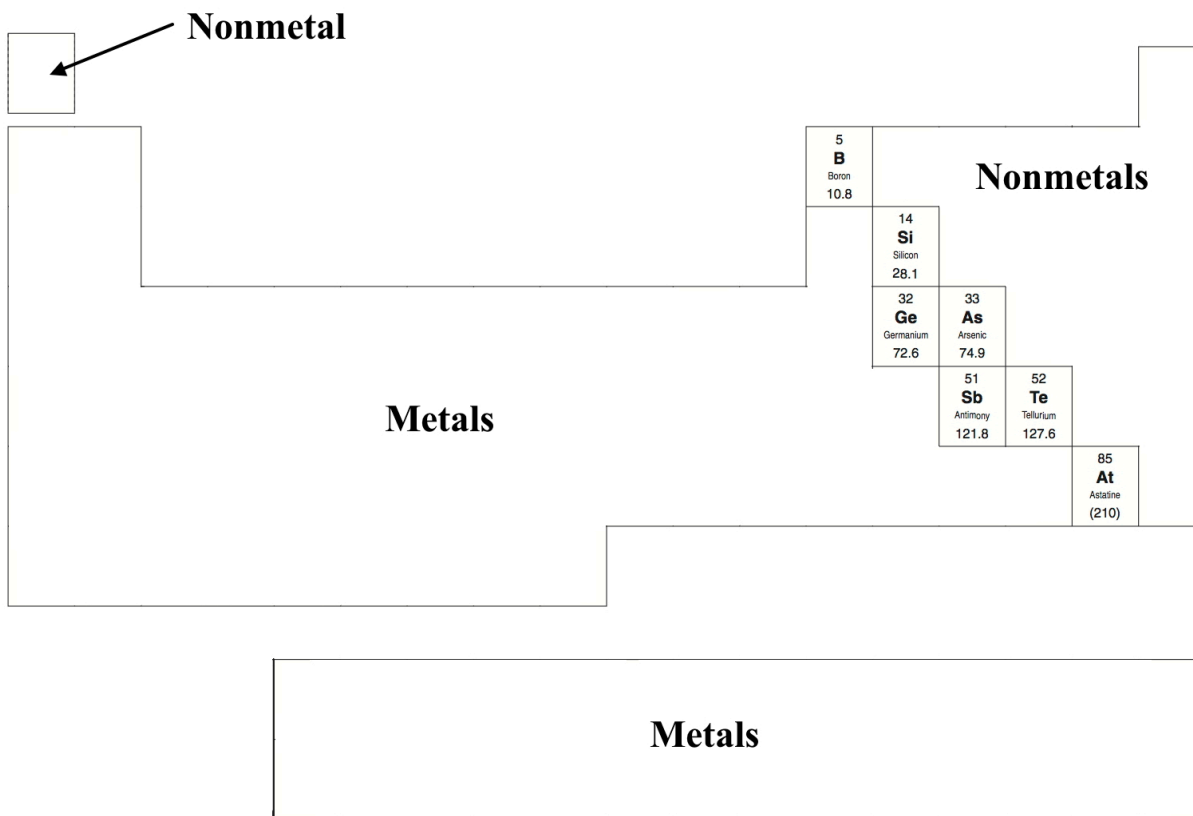 Nonmetal
5
B
Boron
10.8
Nonmetals
14
Si
Silicon
28.1
32
Ge
Germanium
72.6
33
As
Arsenic
74.9
Metals
51
Sb
Antimony
121.8
52
Te
Tellurium
127.6
85
At
Astatine
(210)
Metals